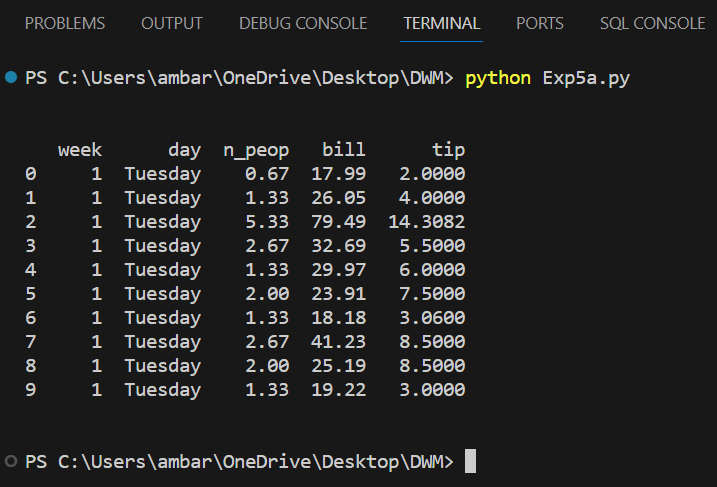 PROBLEMS OUTPUT DEBUG CONSOLE TERMINAL PORTS SQL CONSOLE
PS C:\Users\ambar\OneDrive\Desktop\DWM> python Exp5a.py
week day n_peop bill tip
0 1 Tuesday 0.67 17.99 2.0000
1 1 Tuesday 1.33 26.05 4.0000
2 1 Tuesday 5.33 79.49 14.3082
3 1 Tuesday 2.67 32.69 5.5000
4 1 Tuesday 1.33 29.97 6.0000
5 1 Tuesday 2.00 23.91 7.5000
6 1 Tuesday 1.33 18.18 3.0600
7 1 Tuesday 2.67 41.23 8.5000
8 1 Tuesday 2.00 25.19 8.5000
9 1 Tuesday 1.33 19.22 3.0000
PS C:\Users\ambar\OneDrive\Desktop\DWM>